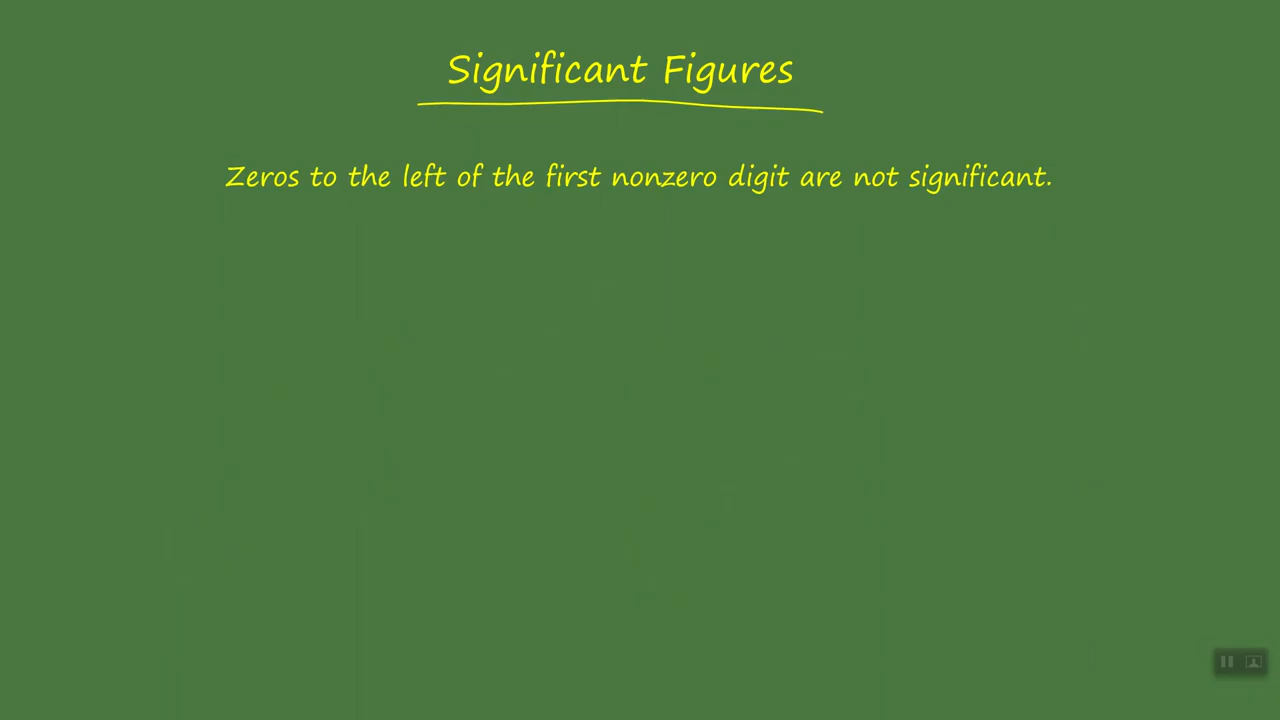 Significant Figures
Zeros to the left of the first nonzero digit are not significant.